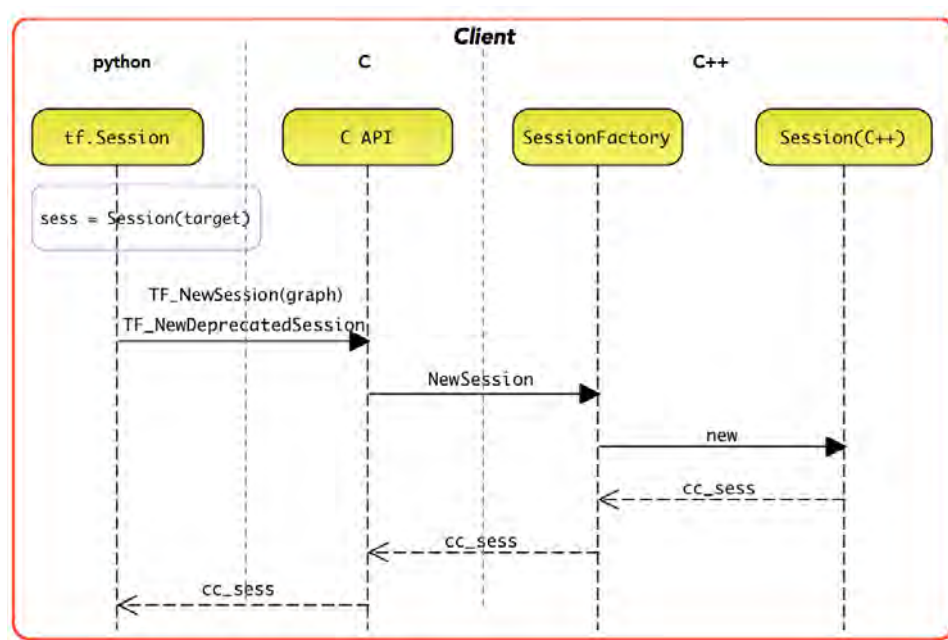 Client
python
C
C++
tf.Session
C API
SessionFactory
Session(C++)
sess = Session(target)
TF_NewSession(graph)
TF_NewDeprecatedSession
NewSession
new
cc_sess
cc_sess
cc_sess